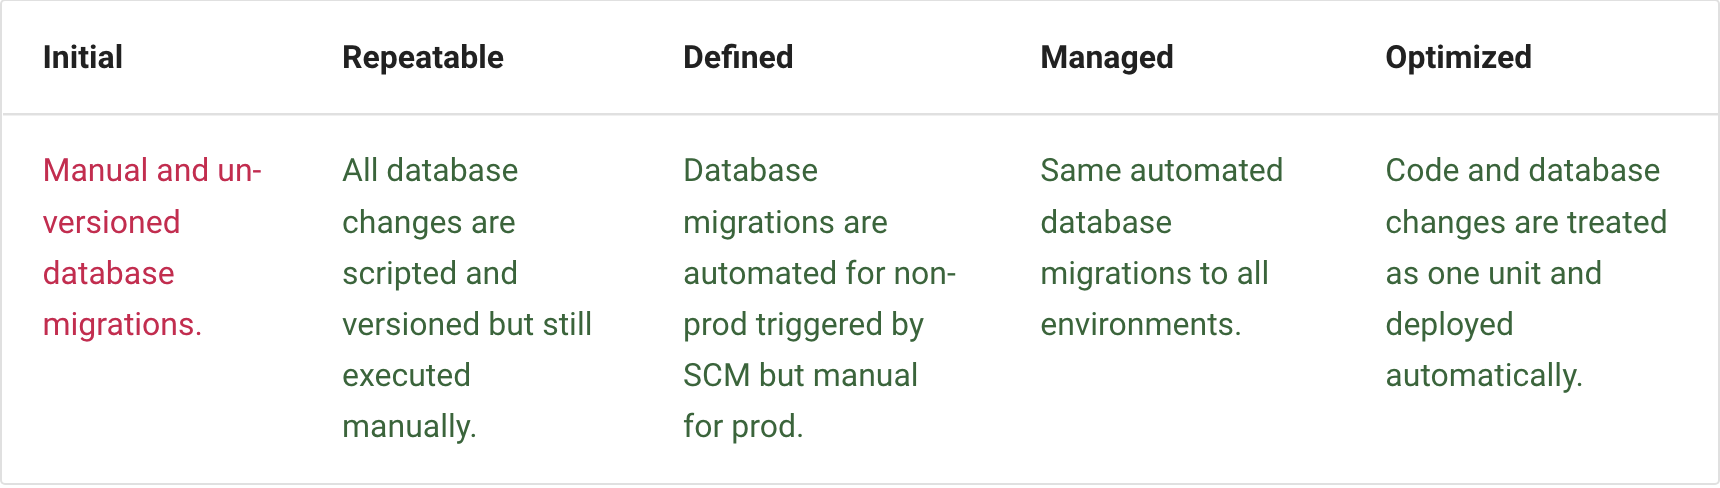 Initial
Repeatable
Defined
Managed
Optimized
Manual and un-
versioned
database
migrations.
All database
changes are
scripted and
versioned but still
executed
manually.
Database
migrations are
automated for non-
prod triggered by
SCM but manual
for prod.
Same automated
database
migrations to all
environments.
Code and database
changes are treated
as one unit and
deployed
automatically.